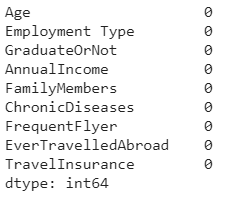 Age 0
Employment Type 0
GraduateOrNot 0
AnnualIncome 0
FamilyMembers 0
ChronicDiseases 0
FrequentFlyer 0
EverTravelledAbroad 0
TravelInsurance 0
dtype: int64